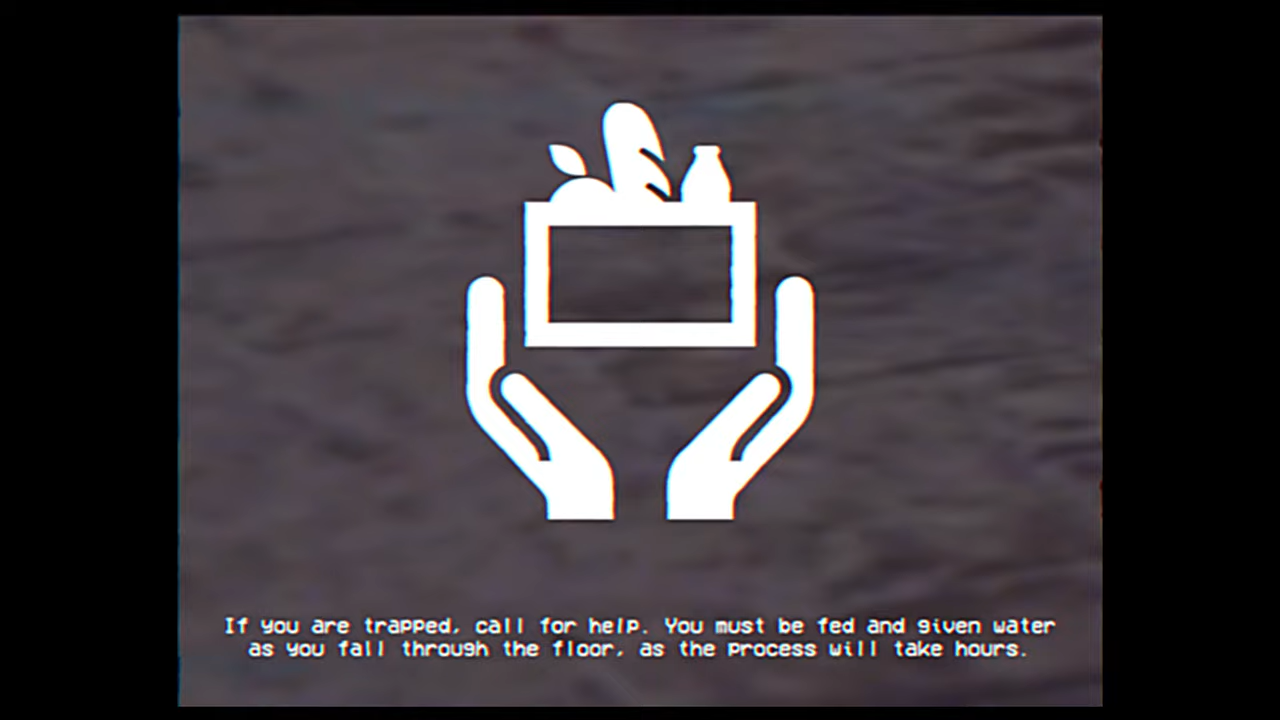 If you are trapped, call for help. You must be fed and given water
as you fall through the floor, as the process will take hours.